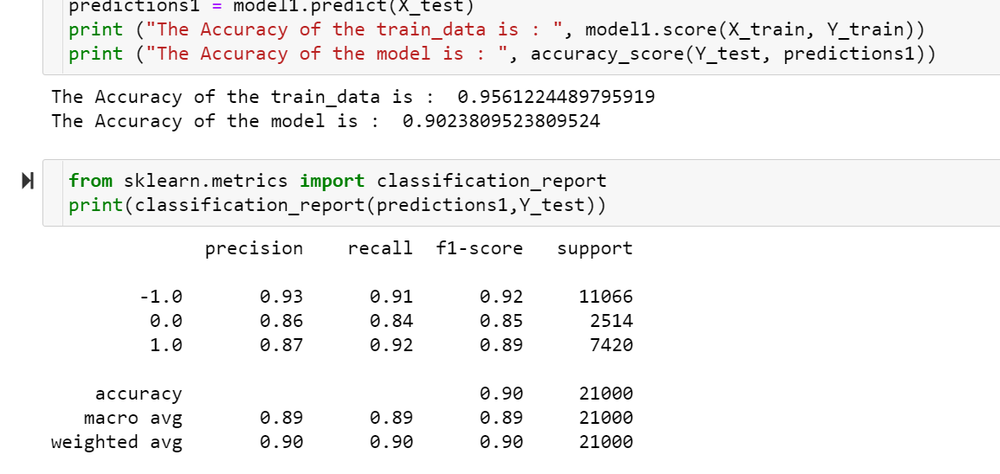 predictions1 = model1.predict(X_test)
print ("The Accuracy of the train_data is : ", model1.score(X_train, Y_train))
print ("The Accuracy of the model is : ", accuracy_score(Y_test, predictions1))
The Accuracy of the train_data is :  0.9561224489795919
The Accuracy of the model is :  0.9023809523809524
from sklearn.metrics import classification_report
print(classification_report(predictions1,Y_test))
precision    recall  f1-score   support
-1.0       0.93      0.91      0.92     11066
0.0       0.86      0.84      0.85      2514
1.0       0.87      0.92      0.89      7420
accuracy                           0.90     21000
macro avg       0.89      0.89      0.89     21000
weighted avg       0.90      0.90      0.90     21000